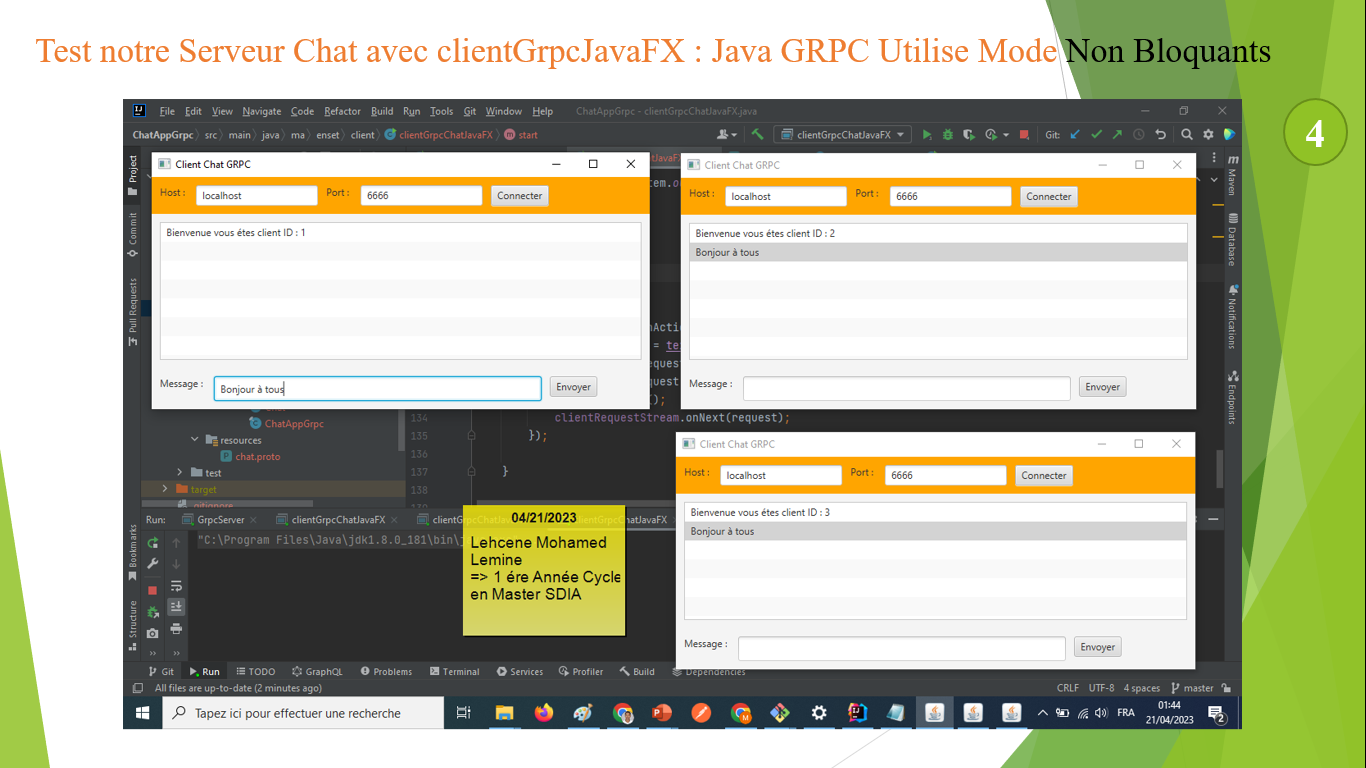 Test notre Serveur Chat avec clientGrpcJavaFX : Java GRPC Utilise Mode Non Bloquants
4
File Edit View Navigate Code Refactor Build Run Tools Git Window Help ChatAppGrpc - clientGrpcChatJavaFX.java
ChatAppGrpc src main java ma enset client clientGrpcChatJavaFX start clientGrpcChatJavaFX Git:
Project
Commit
Pull Requests
Bookmarks
Structure
Client Chat GRPC
Host : localhost Port : 6666 Connecter
Bienvenue vous étes client ID : 1
Message : Bonjour à tous Envoyer
Client Chat GRPC
Host : localhost Port : 6666 Connecter
Bienvenue vous étes client ID : 2
Bonjour à tous
Message : Envoyer
Maven
Database
Notifications
Endpoints
ChatAppGrpc
resources
chat.proto
test
target
.gitignore
134 clientRequestStream.onNext(request);
135 });
136
137 }
138
Client Chat GRPC
Host : localhost Port : 6666 Connecter
Bienvenue vous étes client ID : 3
Bonjour à tous
Message : Envoyer
Run: GrpcServer clientGrpcChatJavaFX
"C:\Program Files\Java\jdk1.8.0_181\bin\
04/21/2023
Lehcene Mohamed
Lemine
=> 1 ére Année Cycle
en Master SDIA
Git Run TODO GraphQL Problems Terminal Services Profiler Build Dependencies
All files are up-to-date (2 minutes ago) CRLF UTF-8 4 spaces master
Tapez ici pour effectuer une recherche FRA 01:44
21/04/2023 2